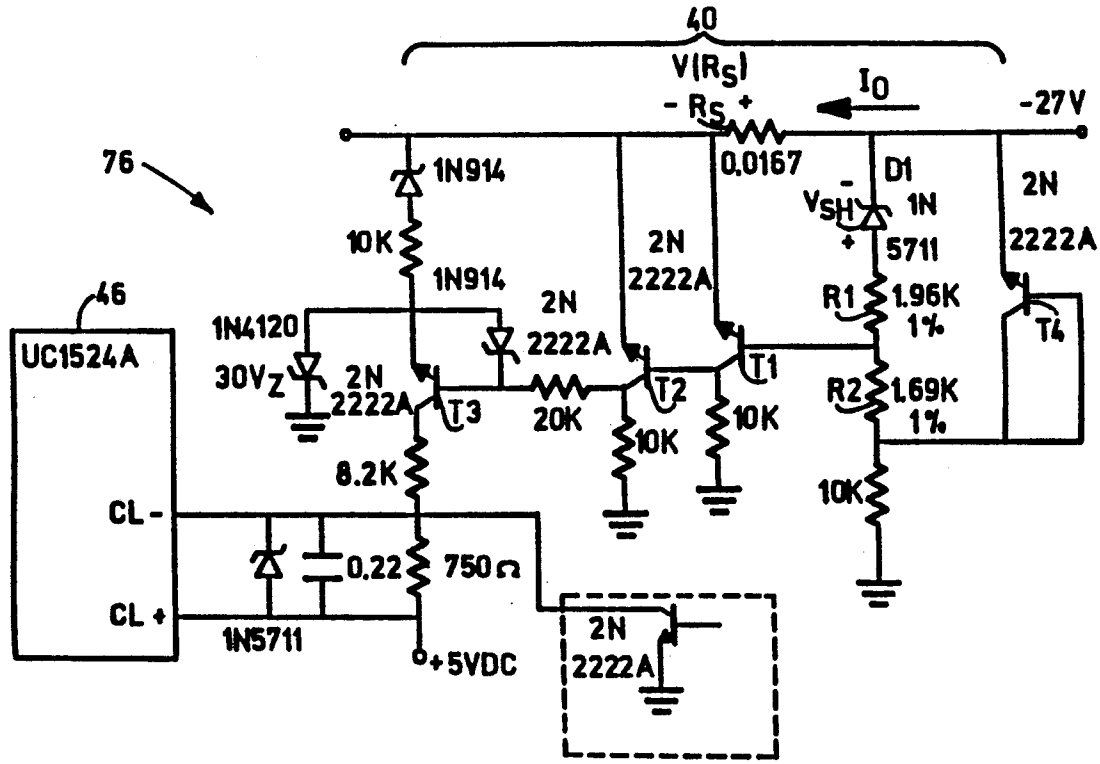 40
V(RS)
I0
- RS +
-27V
0.0167
76
1N914
D1
2N
VSH
-
+
1N
5711
2222A
10K
2N
2222A
1N914
46
R1
1.96K
1%
T4
1N4120
2N
2222A
UC1524A
30VZ
2N
2222A
T1
T2
R2
1.69K
1%
T3
20K
10K
10K
8.2K
10K
CL -
0.22
750 Ω
CL +
2N
2222A
1N5711
+5VDC